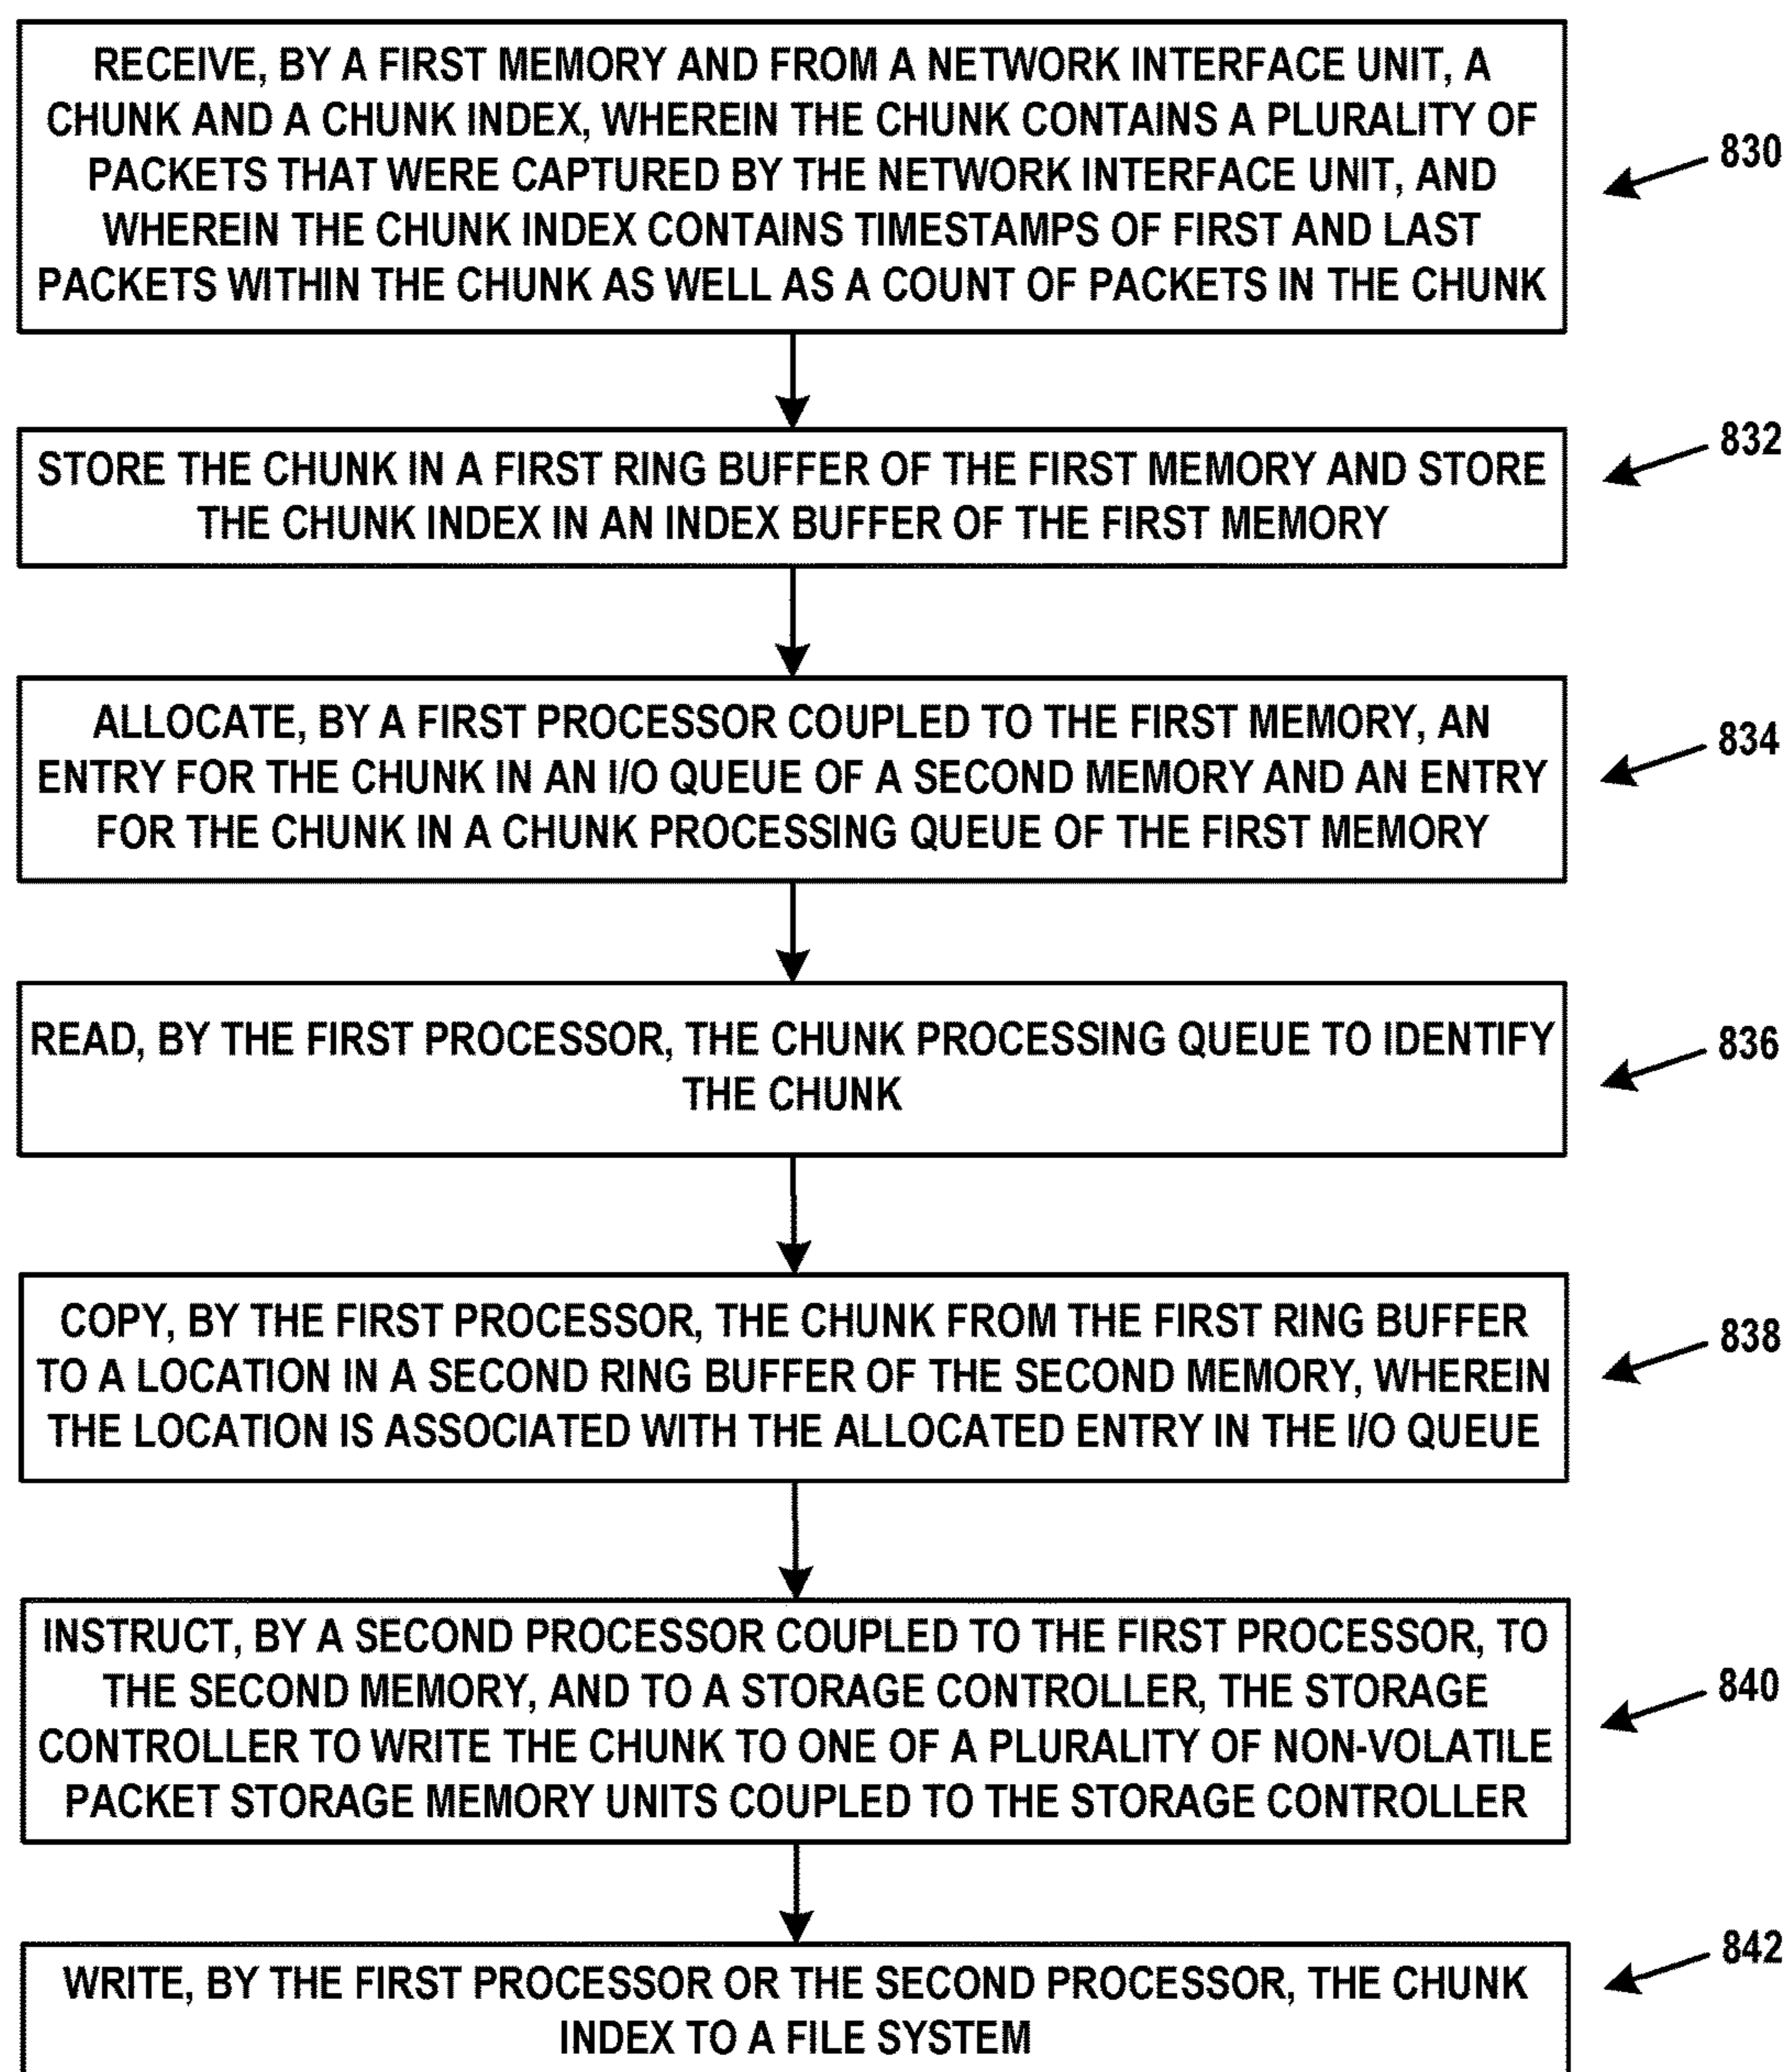 RECEIVE, BY A FIRST MEMORY AND FROM A NETWORK INTERFACE UNIT, A
CHUNK AND A CHUNK INDEX, WHEREIN THE CHUNK CONTAINS A PLURALITY OF
PACKETS THAT WERE CAPTURED BY THE NETWORK INTERFACE UNIT, AND
WHEREIN THE CHUNK INDEX CONTAINS TIMESTAMPS OF FIRST AND LAST
PACKETS WITHIN THE CHUNK AS WELL AS A COUNT OF PACKETS IN THE CHUNK
830
STORE THE CHUNK IN A FIRST RING BUFFER OF THE FIRST MEMORY AND STORE
THE CHUNK INDEX IN AN INDEX BUFFER OF THE FIRST MEMORY
832
ALLOCATE, BY A FIRST PROCESSOR COUPLED TO THE FIRST MEMORY, AN
ENTRY FOR THE CHUNK IN AN I/O QUEUE OF A SECOND MEMORY AND AN ENTRY
FOR THE CHUNK IN A CHUNK PROCESSING QUEUE OF THE FIRST MEMORY
834
READ, BY THE FIRST PROCESSOR, THE CHUNK PROCESSING QUEUE TO IDENTIFY
THE CHUNK
836
COPY, BY THE FIRST PROCESSOR, THE CHUNK FROM THE FIRST RING BUFFER
TO A LOCATION IN A SECOND RING BUFFER OF THE SECOND MEMORY, WHEREIN
THE LOCATION IS ASSOCIATED WITH THE ALLOCATED ENTRY IN THE I/O QUEUE
838
INSTRUCT, BY A SECOND PROCESSOR COUPLED TO THE FIRST PROCESSOR, TO
THE SECOND MEMORY, AND TO A STORAGE CONTROLLER, THE STORAGE
CONTROLLER TO WRITE THE CHUNK TO ONE OF A PLURALITY OF NON-VOLATILE
PACKET STORAGE MEMORY UNITS COUPLED TO THE STORAGE CONTROLLER
840
WRITE, BY THE FIRST PROCESSOR OR THE SECOND PROCESSOR, THE CHUNK
INDEX TO A FILE SYSTEM
842